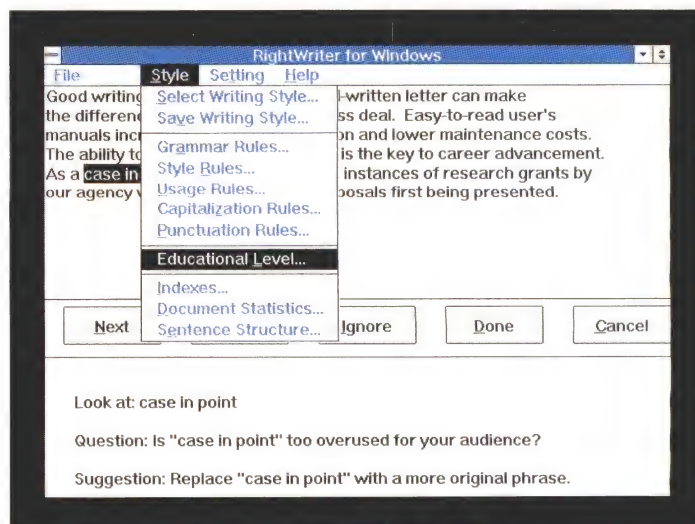 RightWriter for Windows
File Style Setting Help
Good writing
the differen
manuals incr
The ability to
As a case in
our agency
Select Writing Style...
Save Writing Style...
Grammar Rules...
Style Rules...
Usage Rules...
Capitalization Rules...
Punctuation Rules...
Educational Level...
Indexes...
Document Statistics...
Sentence Structure...
-written letter can make
ss deal. Easy-to-read user's
on and lower maintenance costs.
is the key to career advancement.
instances of research grants by
posals first being presented.
Next Ignore Done Cancel
Look at: case in point
Question: Is "case in point" too overused for your audience?
Suggestion: Replace "case in point" with a more original phrase.